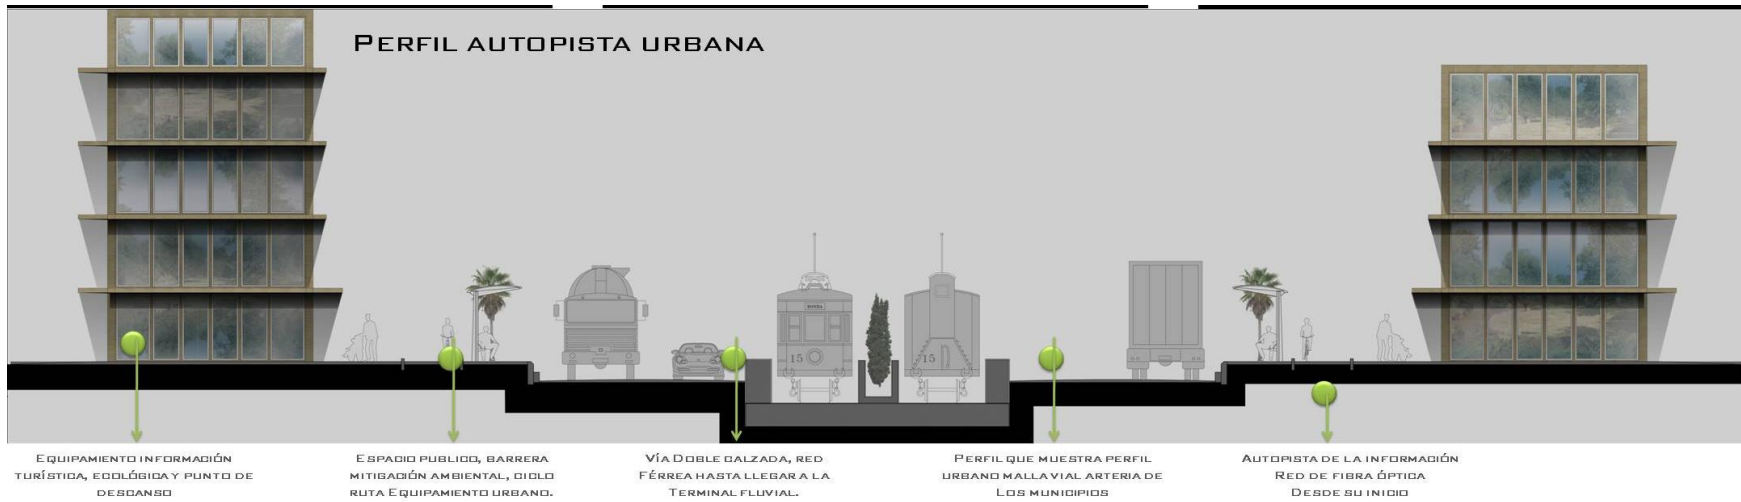 PERFIL AUTOPISTA URBANA
15
15
EQUIPAMIENTO INFORMACIÓN
TURÍSTICA, ECOLÓGICA Y PUNTO DE
DESCANSO
ESPACIO PUBLICO, BARRERA
MITIGACIÓN AMBIENTAL, CICLO
RUTA EQUIPAMIENTO URBANO.
VÍA DOBLE CALZADA, RED
FÉRREA HASTA LLEGAR A LA
TERMINAL FLUVIAL.
PERFIL QUE MUESTRA PERFIL
URBANO MALLA VIAL ARTERIA DE
LOS MUNICIPIOS
AUTOPISTA DE LA INFORMACIÓN
RED DE FIBRA ÓPTICA
DESDE SU INICIO